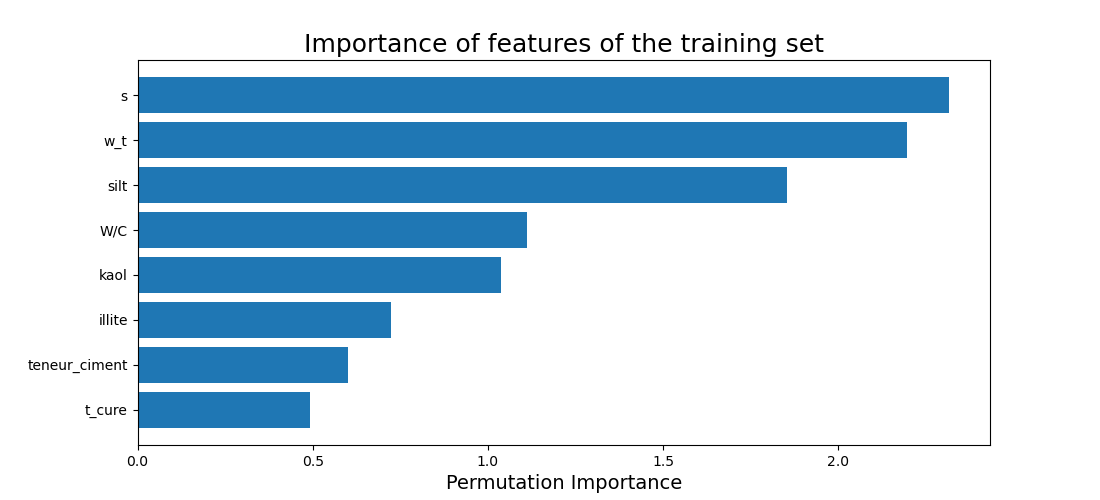 Importance of features of the training set
s
w_t
silt
W/C
kaol
illite
teneur_ciment
t_cure
0.0 0.5 1.0 1.5 2.0
Permutation Importance